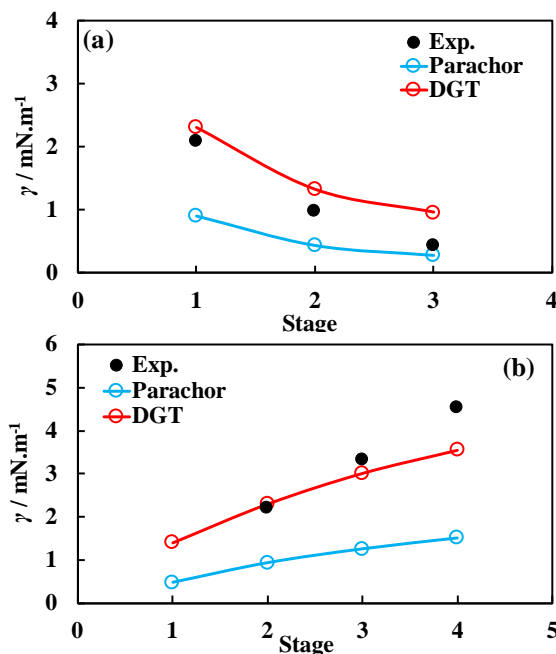 (a)
Exp.
Parachor
DGT
γ / mN.m-1
4
3
2
1
0
0 1 2 3 4
Stage
(b)
Exp.
Parachor
DGT
γ / mN.m-1
6
5
4
3
2
1
0
0 1 2 3 4 5
Stage